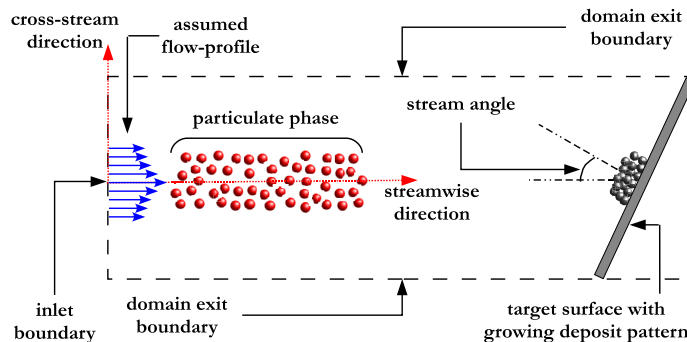 cross-stream
direction
assumed
flow-profile
domain exit
boundary
particulate phase
stream angle
streamwise
direction
inlet
boundary
domain exit
boundary
target surface with
growing deposit pattern